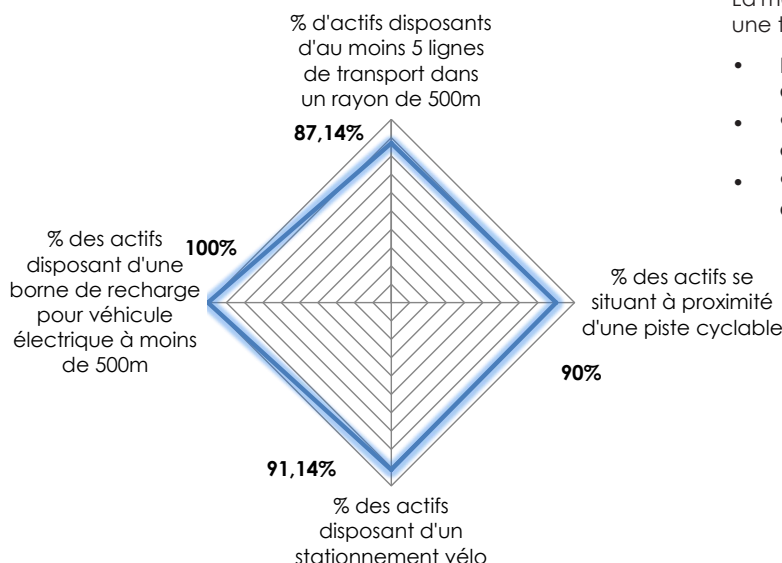 % d'actifs disposants
d'au moins 5 lignes
de transport dans
un rayon de 500m
87,14%
% des actifs
disposant d'une
borne de recharge
pour véhicule
électrique à moins
de 500m
100%
% des actifs se
situant à proximité
d'une piste cyclable
90%
91,14%
% des actifs
disposant d'un
stationnement vélo
une
•
•
•